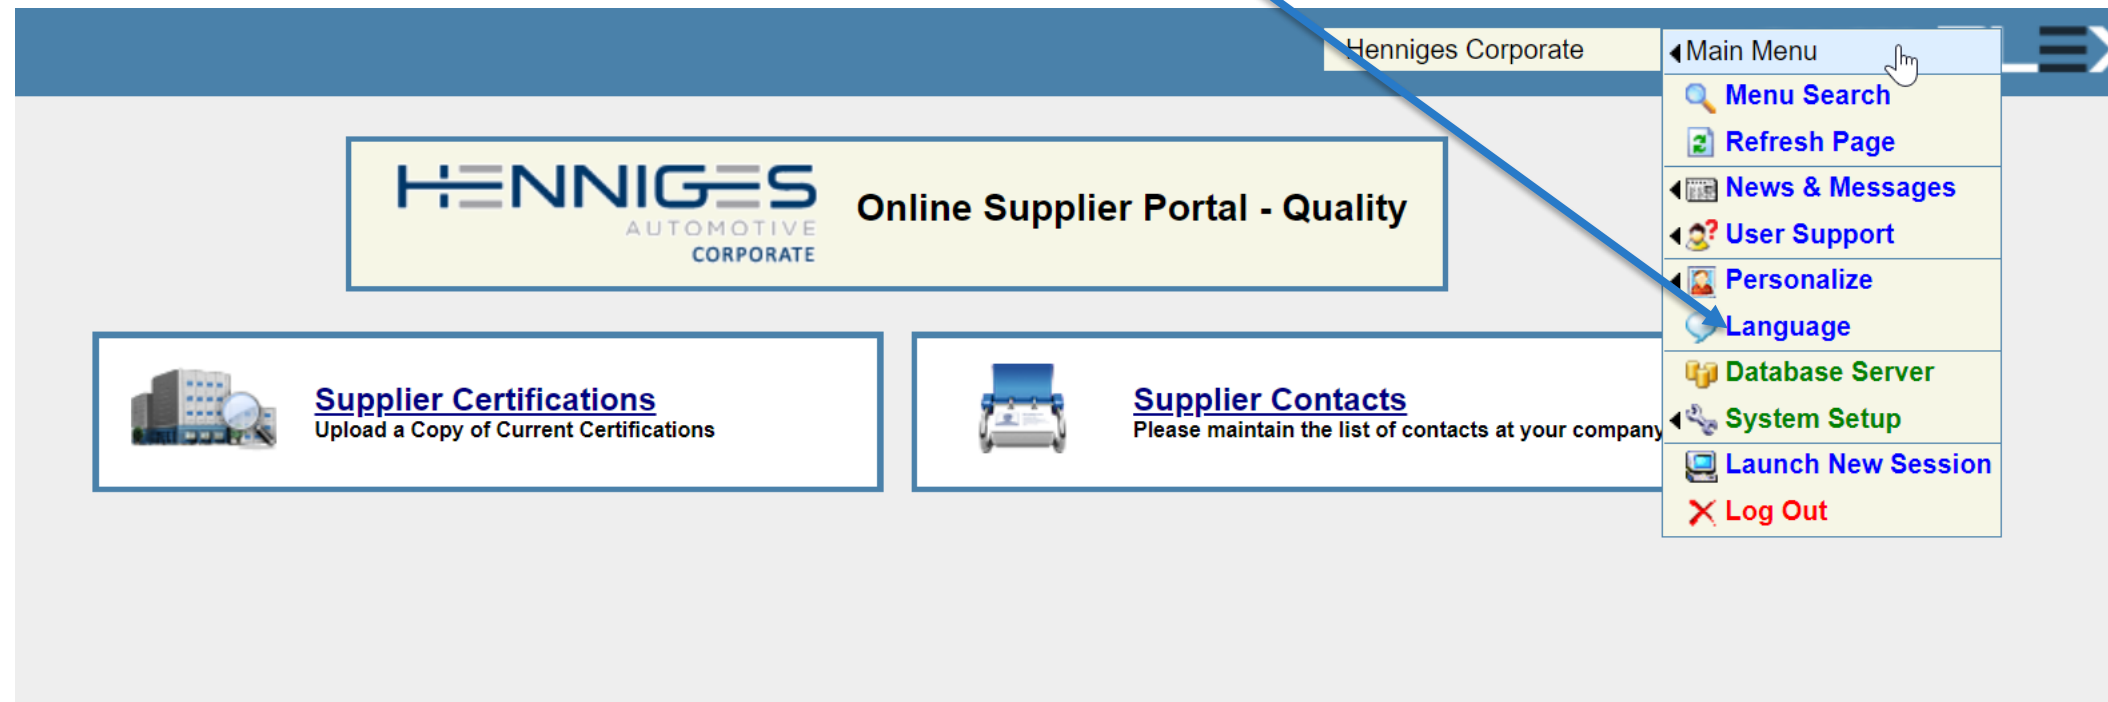 Henniges Corporate
Main Menu
Menu Search
Refresh Page
News & Messages
User Support
Personalize
Language
Database Server
System Setup
Launch New Session
Log Out
HENNIGES
AUTOMOTIVE
CORPORATE
Online Supplier Portal - Quality
Supplier Certifications
Upload a Copy of Current Certifications
Supplier Contacts
Please maintain the list of contacts at your company